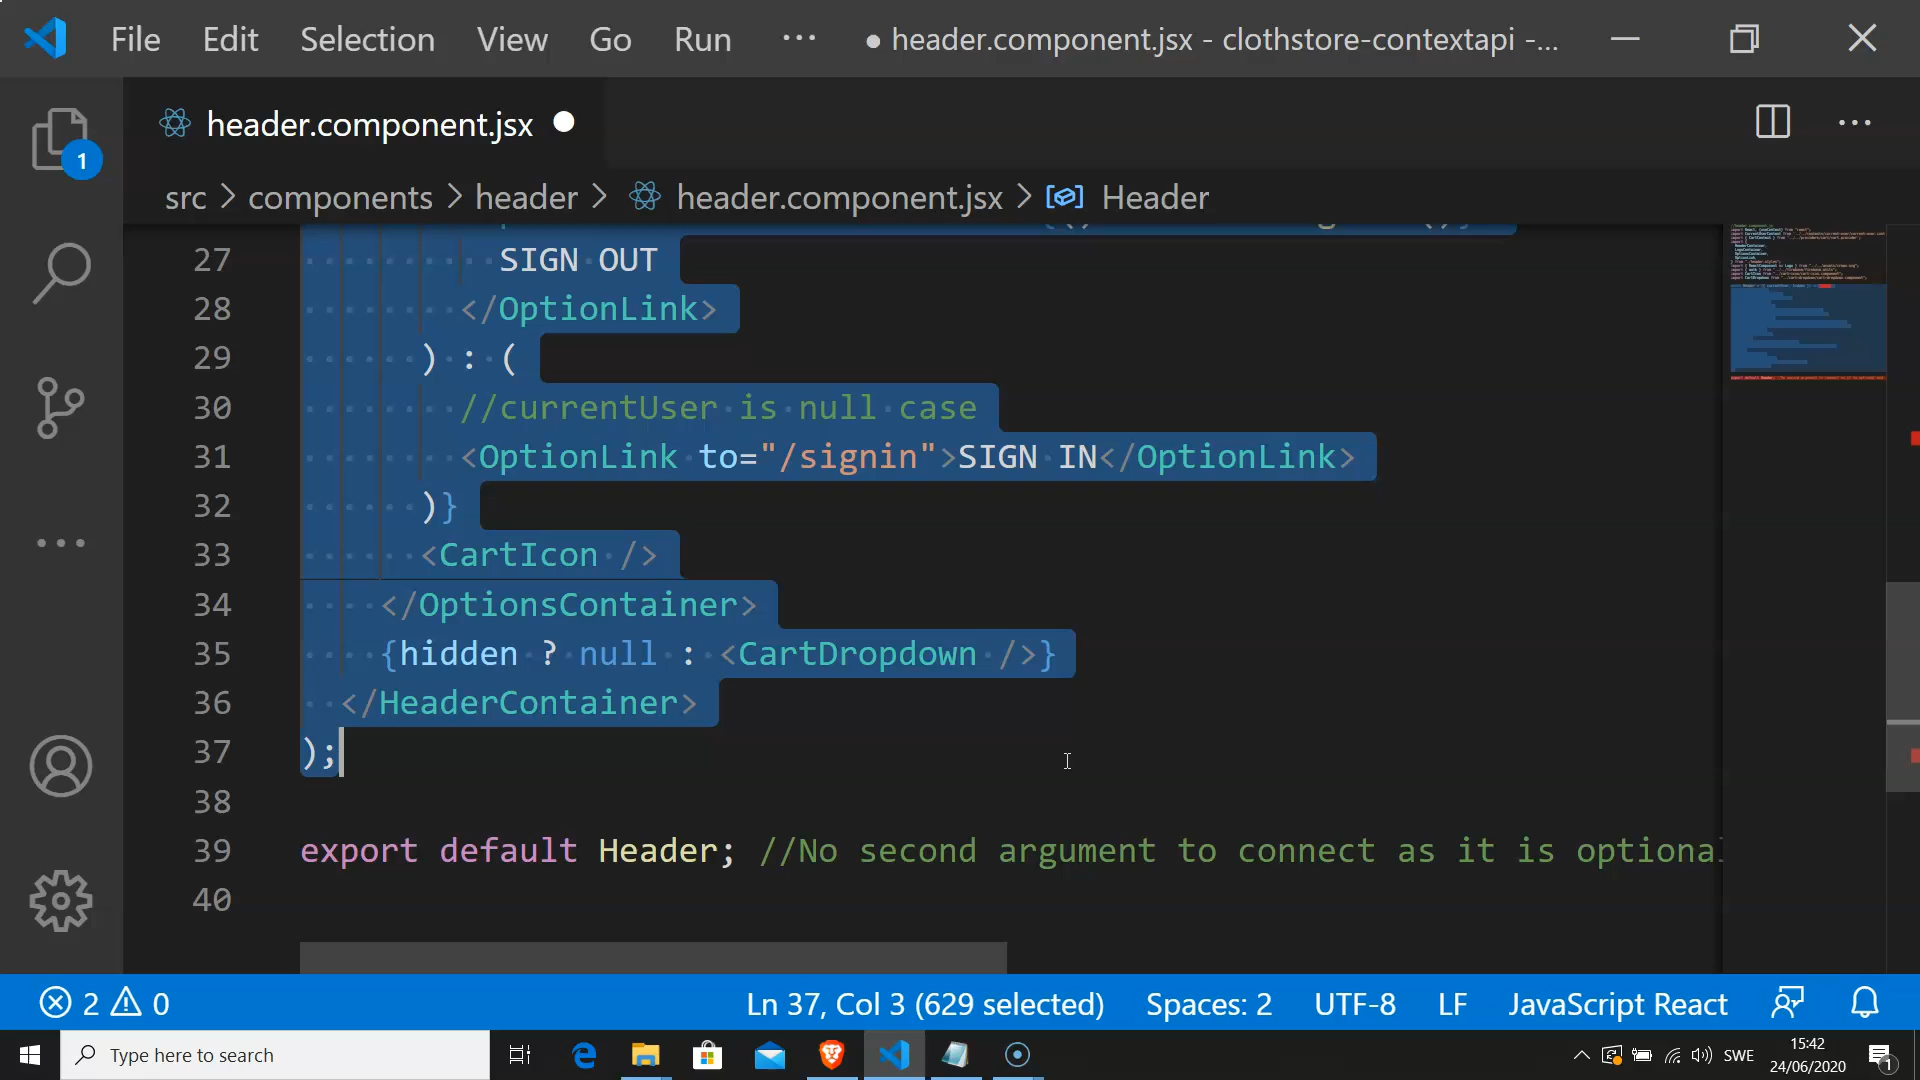 File Edit Selection View Go Run ··· ● header.component.jsx - clothstore-contextapi -...
header.component.jsx ●
1
src > components > header > header.component.jsx > Header
27 SIGN OUT
28 </OptionLink>
29 ) : (
30 //currentUser is null case
31 <OptionLink to="/signin">SIGN IN</OptionLink>
32 )}
33 <CartIcon />
34 </OptionsContainer>
35 {hidden ? null : <CartDropdown />}
36 </HeaderContainer>
37 );
38
39 export default Header; //No second argument to connect as it is optional
40
2 0 Ln 37, Col 3 (629 selected) Spaces: 2 UTF-8 LF JavaScript React
Type here to search
SWE
15:42
24/06/2020
1